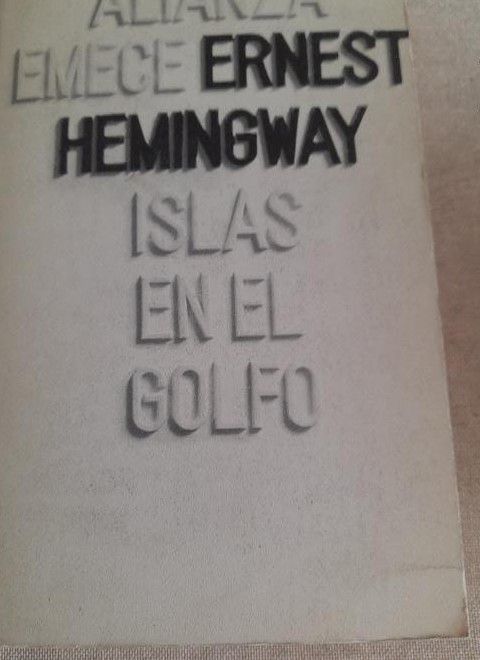 ALIANZA
EMECE ERNEST
HEMINGWAY
ISLAS
EN EL
GOLFO